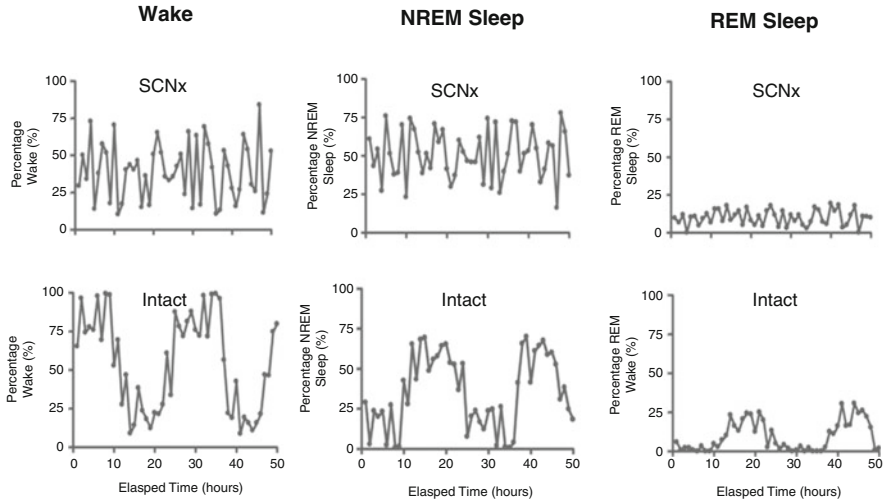 Wake
NREM Sleep
REM Sleep
SCNx
SCNx
SCNx
Percentage
Wake (%)
100
75
50
25
0
Percentage NREM
Sleep (%)
100
75
50
25
0
Percentage REM
Sleep (%)
100
75
50
25
0
Intact
Intact
Intact
Percentage
Wake (%)
100
75
50
25
0
0 10 20 30 40 50
Elasped Time (hours)
Percentage NREM
Sleep (%)
100
75
50
25
0
0 10 20 30 40 50
Elasped Time (hours)
Percentage REM
Wake (%)
100
75
50
25
0
0 10 20 30 40 50
Elasped Time (hours)